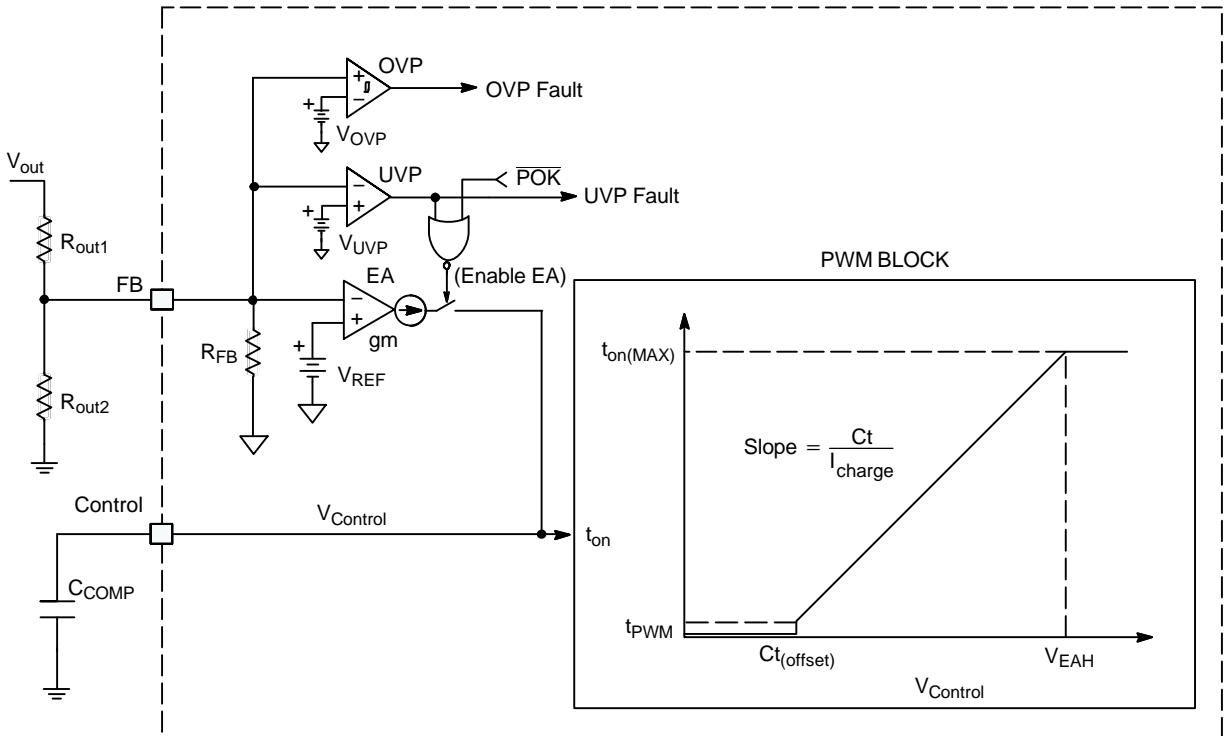 OVP
+
−
OVP Fault
+
V_OVP
V_out
UVP
POK
−
+
UVP Fault
+
V_UVP
R_out1
EA
(Enable EA)
PWM BLOCK
FB
−
+
gm
R_FB
+
V_REF
t_on(MAX)
R_out2
Slope = Ct / I_charge
Control
V_Control
t_on
C_COMP
t_PWM
Ct_(offset)
V_EAH
V_Control